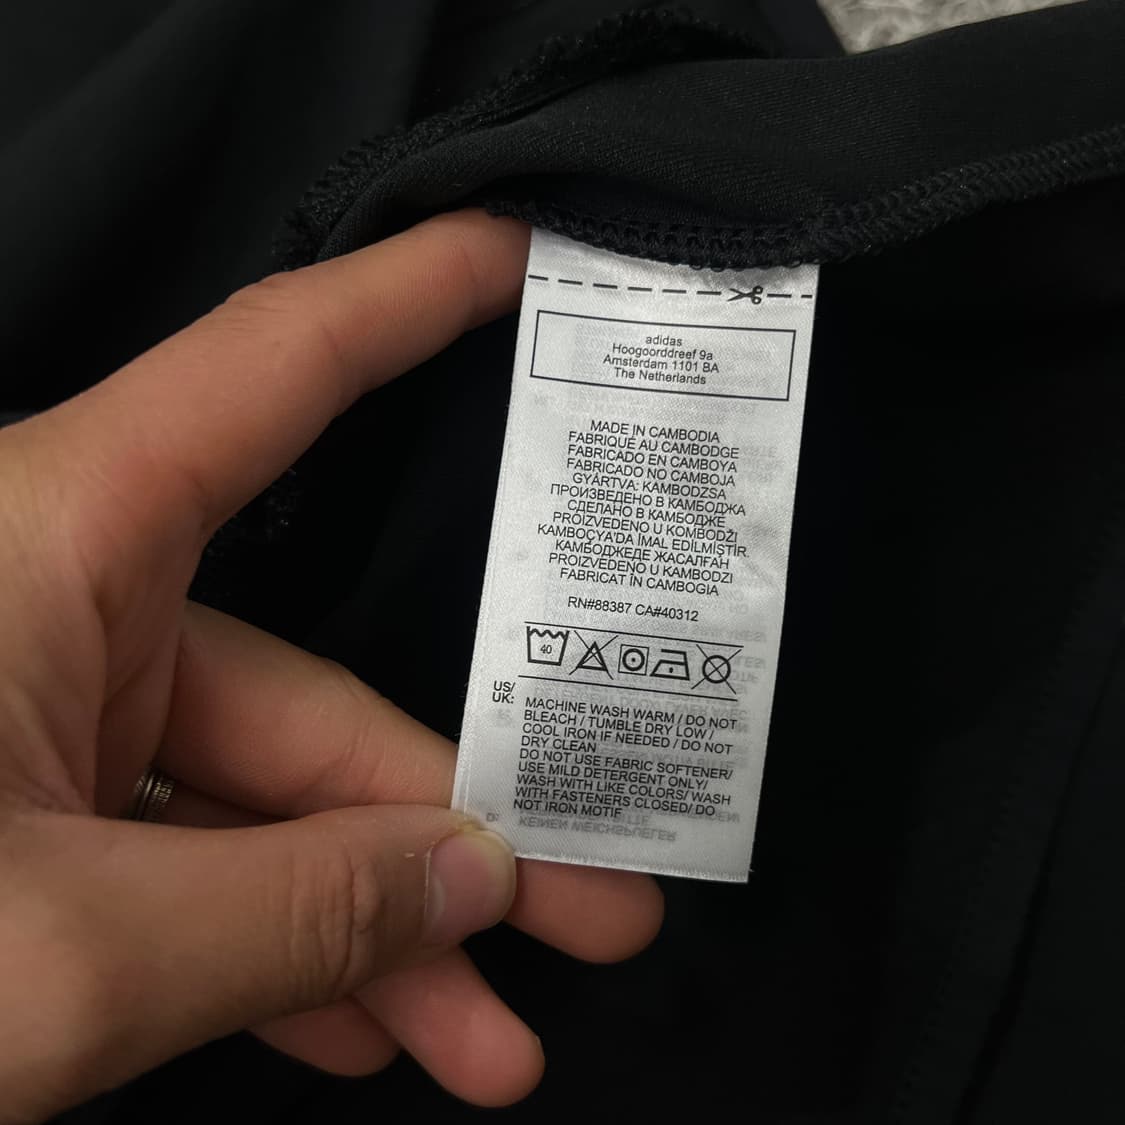 adidas
Hoogoorddreef 9a
Amsterdam 1101 BA
The Netherlands
MADE IN CAMBODIA
FABRIQUÉ AU CAMBODGE
FABRICADO EN CAMBOYA
FABRICADO NO CAMBOJA
GYÁRTVA: KAMBODZSA
ПРОИЗВЕДЕНО В КАМБОДЖА
СДЕЛАНО В КАМБОДЖЕ
PROIZVEDENO U KOMBODŽI
KAMBOÇYA'DA İMAL EDİLMİŞTİR.
КАМБОДЖЕДЕ ЖАСАЛҒАН
PROIZVEDENO U KAMBODZI
FABRICAT ÎN CAMBOGIA
RN#88387 CA#40312
40
US/
UK:
MACHINE WASH WARM / DO NOT
BLEACH / TUMBLE DRY LOW /
COOL IRON IF NEEDED / DO NOT
DRY CLEAN
DO NOT USE FABRIC SOFTENER/
USE MILD DETERGENT ONLY/
WASH WITH LIKE COLORS/ WASH
WITH FASTENERS CLOSED/ DO
NOT IRON MOTIF
D:
KEINEN WEICHSPUELER